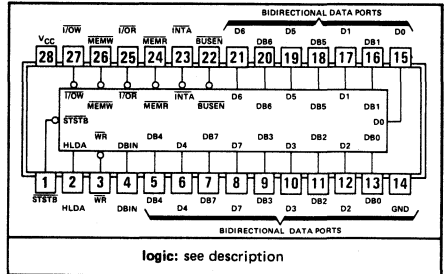 BIDIRECTIONAL DATA PORTS
VCC I/OW MEMW I/OR MEMR INTA BUSEN D6 DB6 D5 DB5 D1 DB1 D0
28 27 26 25 24 23 22 21 20 19 18 17 16 15
I/OW MEMW I/OR MEMR INTA BUSEN D6 DB6 D5 DB5 D1 DB1
D0
STSTB
HLDA WR DBIN DB4 D4 DB7 D7 DB3 D3 DB2 D2 DB0
1 2 3 4 5 6 7 8 9 10 11 12 13 14
STSTB HLDA WR DBIN DB4 D4 DB7 D7 DB3 D3 DB2 D2 DB0 GND
BIDIRECTIONAL DATA PORTS
logic: see description